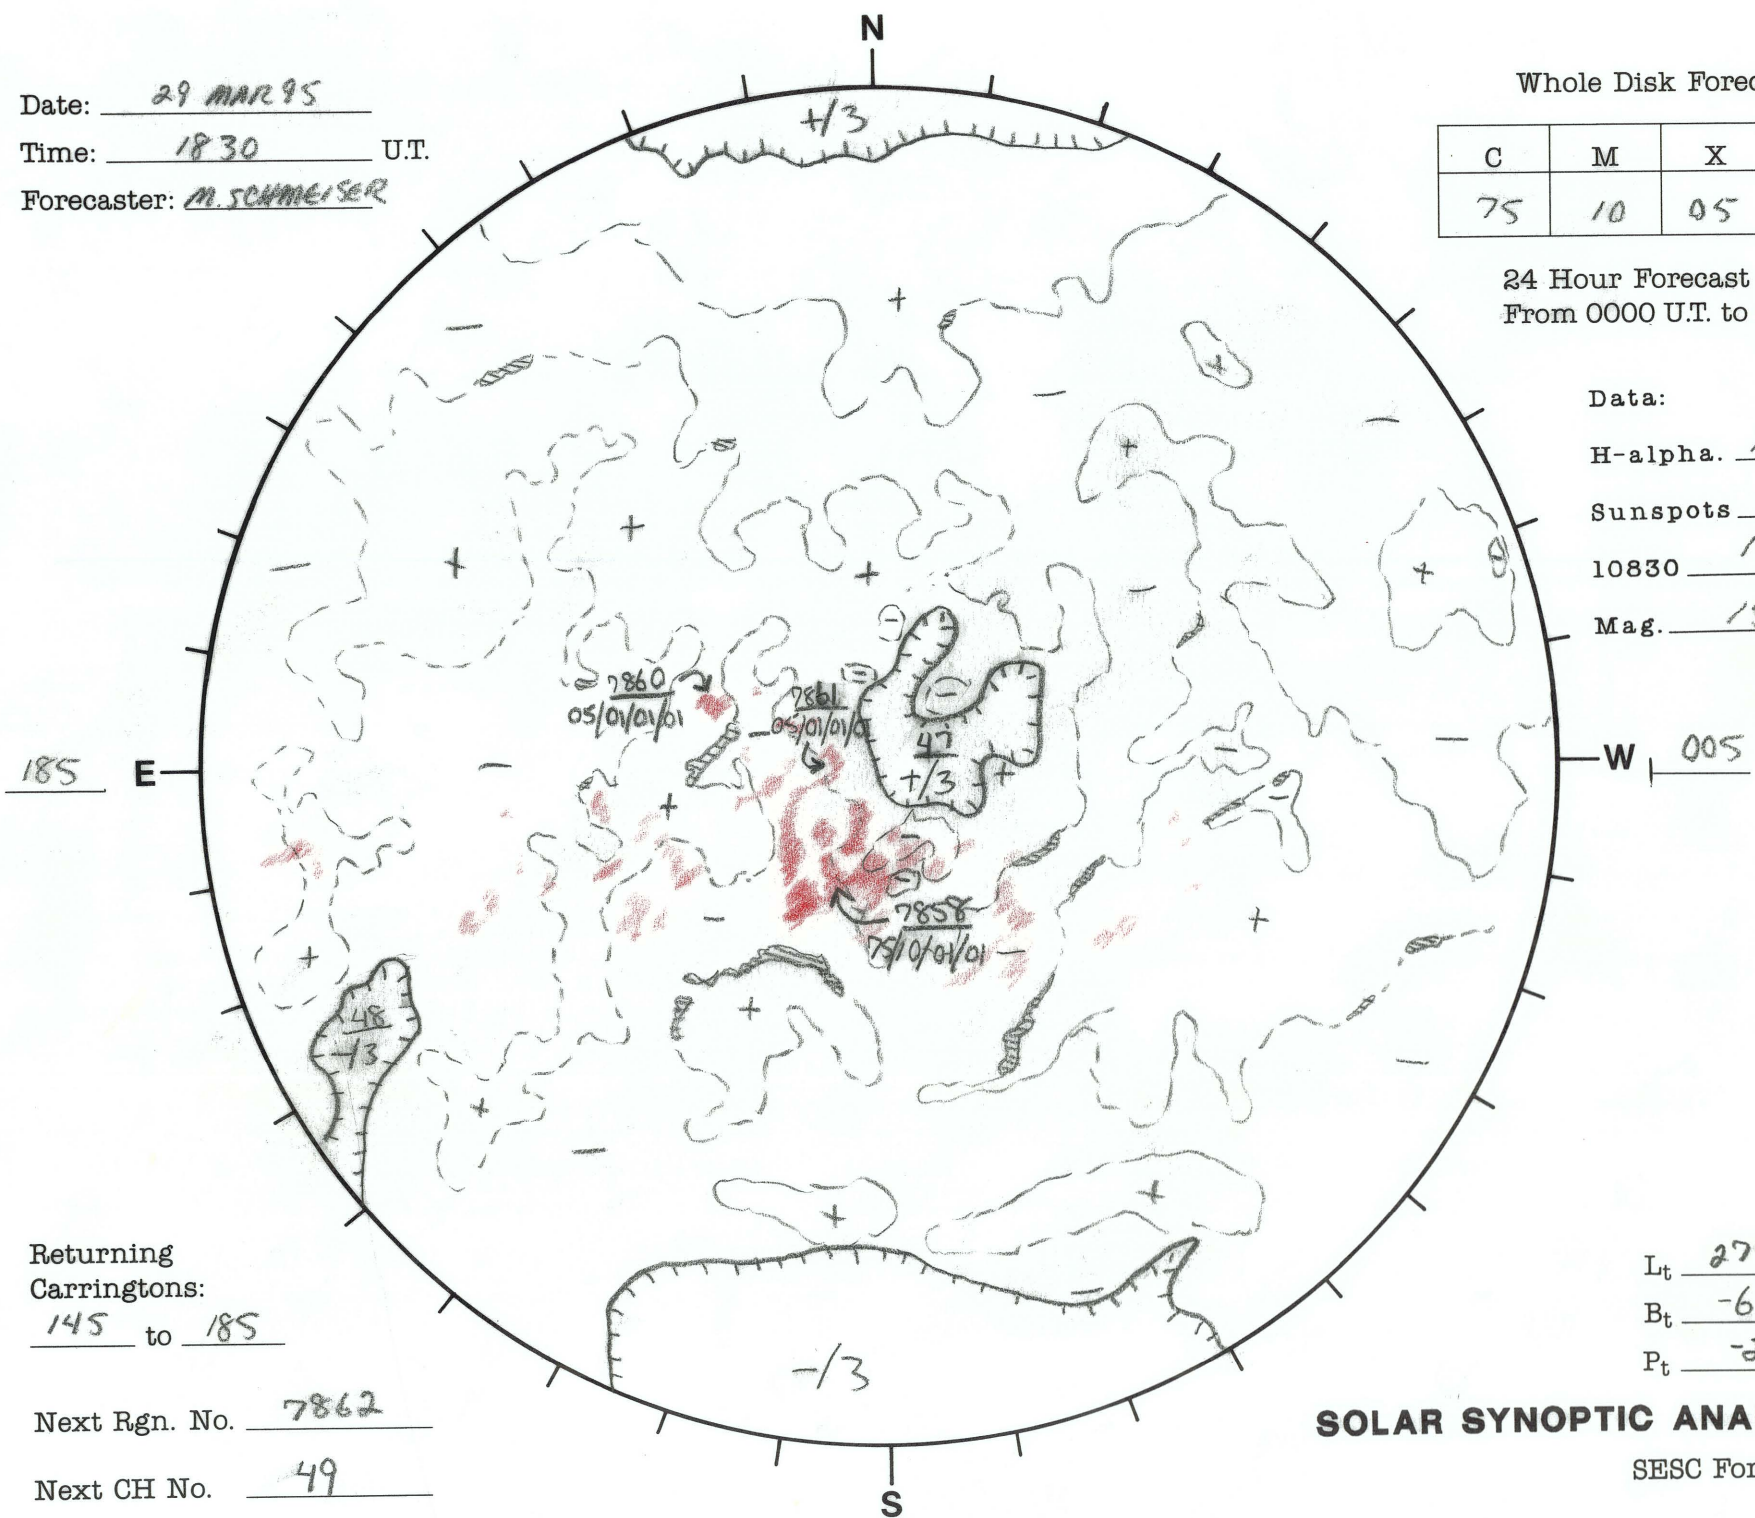 N
Date: 29 MAR 95
Time: 1830 U.T.
Forecaster: M. SCHMEISER
Whole Disk Forec
C M X
75 10 05
24 Hour Forecast
From 0000 U.T. to
Data:
H-alpha.
Sunspots
10830
Mag.
+/3
+
-
+
-
-
+
+
-
+
+
-
+
-
-
+
-
7860
05/01/01/01
-
7861
05/01/01/01
-
47
+/3
+
-
-
185 E
W 005
-
+
-
-
-
-
7858
75/10/01/01
-
+
+
48
-/3
+
-
+
-
+
+
-
-/3
Returning
Carringtons:
145 to 185
Next Rgn. No. 7862
Next CH No. 49
Lt 27
Bt -6
Pt
SOLAR SYNOPTIC ANA
SESC For
S